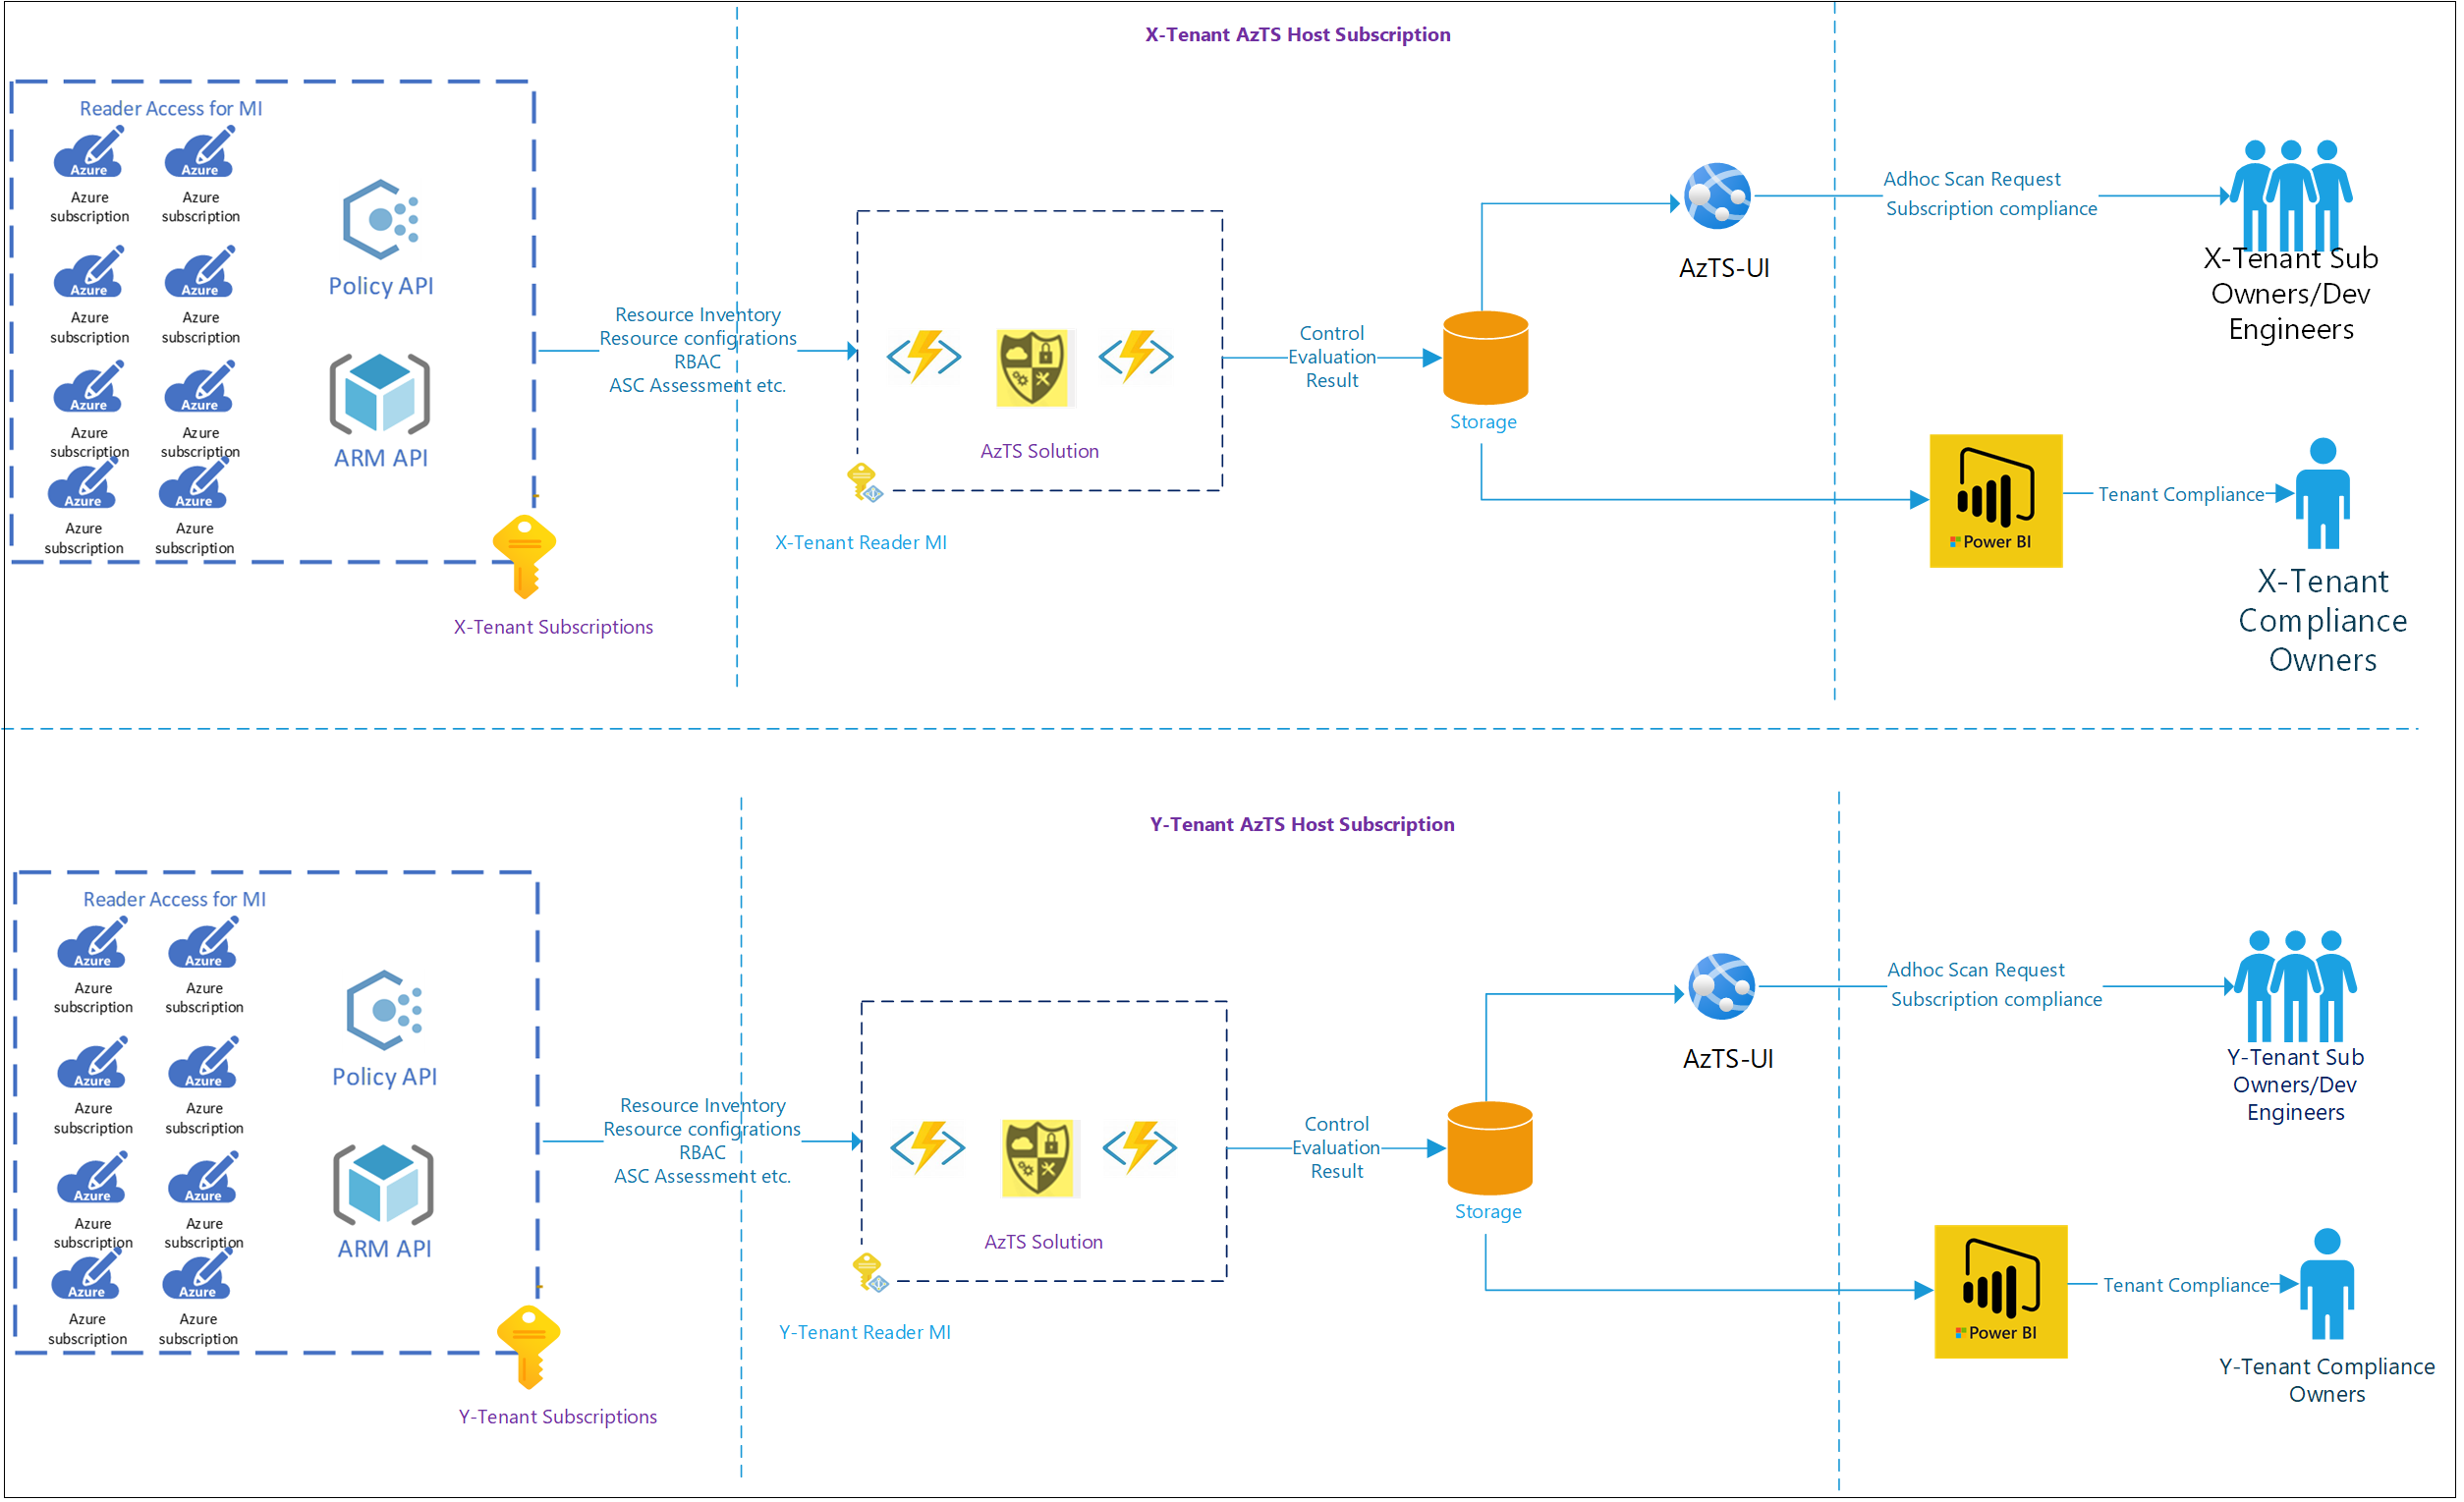 X-Tenant AzTS Host Subscription
Reader Access for MI
Azure
Azure
Azure
subscription
Azure
subscription
Azure
Azure
Azure
subscription
Azure
subscription
Azure
Azure
Azure
subscription
Azure
subscription
Azure
Azure
Azure
subscription
Azure
subscription
Policy API
ARM API
X-Tenant Subscriptions
Resource Inventory
Resource configrations
RBAC
ASC Assessment etc.
AzTS Solution
X-Tenant Reader MI
Control
Evaluation
Result
Storage
AzTS-UI
Adhoc Scan Request
Subscription compliance
X-Tenant Sub
Owners/Dev
Engineers
Power BI
Tenant Compliance
X-Tenant
Compliance
Owners
Y-Tenant AzTS Host Subscription
Reader Access for MI
Azure
Azure
Azure
subscription
Azure
subscription
Azure
Azure
Azure
subscription
Azure
subscription
Azure
Azure
Azure
subscription
Azure
subscription
Azure
Azure
Azure
subscription
Azure
subscription
Policy API
ARM API
Y-Tenant Subscriptions
Resource Inventory
Resource configrations
RBAC
ASC Assessment etc.
AzTS Solution
Y-Tenant Reader MI
Control
Evaluation
Result
Storage
AzTS-UI
Adhoc Scan Request
Subscription compliance
Y-Tenant Sub
Owners/Dev
Engineers
Power BI
Tenant Compliance
Y-Tenant Compliance
Owners